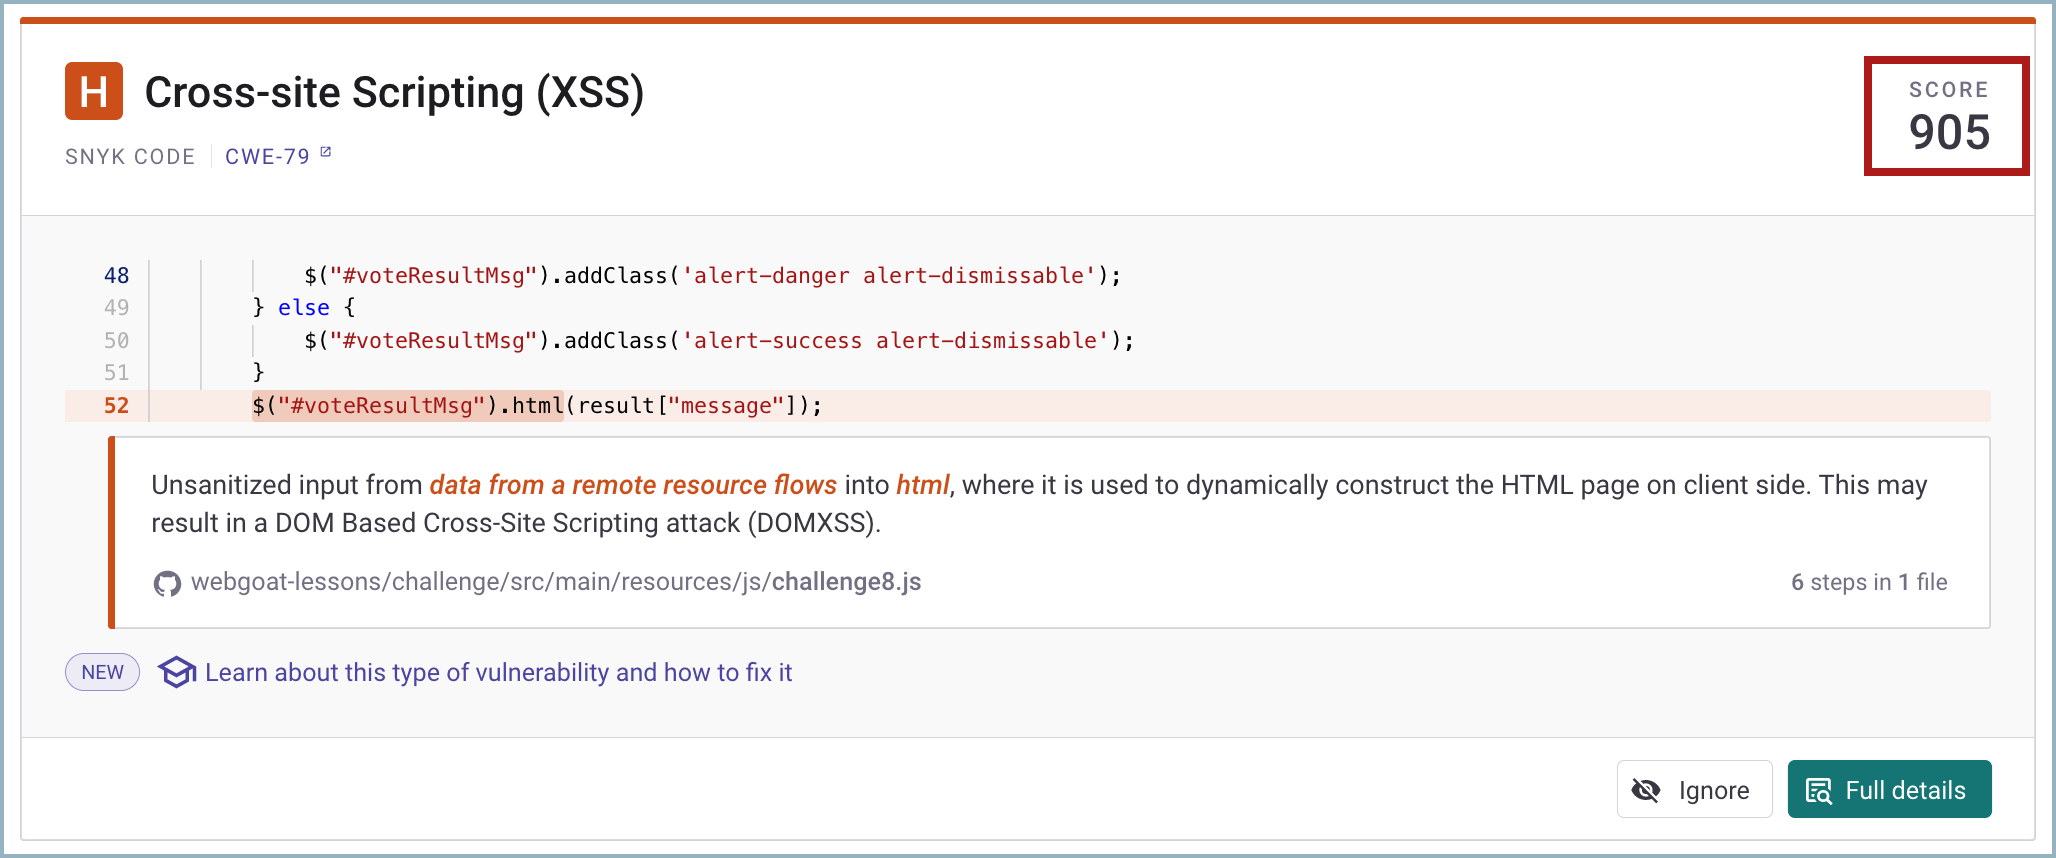 H Cross-site Scripting (XSS)
SCORE
905
SNYK CODE CWE-79
48 $("#voteResultMsg").addClass('alert-danger alert-dismissable');
49 } else {
50 $("#voteResultMsg").addClass('alert-success alert-dismissable');
51 }
52 $("#voteResultMsg").html(result["message"]);
Unsanitized input from data from a remote resource flows into html, where it is used to dynamically construct the HTML page on client side. This may
result in a DOM Based Cross-Site Scripting attack (DOMXSS).
webgoat-lessons/challenge/src/main/resources/js/challenge8.js 6 steps in 1 file
NEW Learn about this type of vulnerability and how to fix it
Ignore Full details